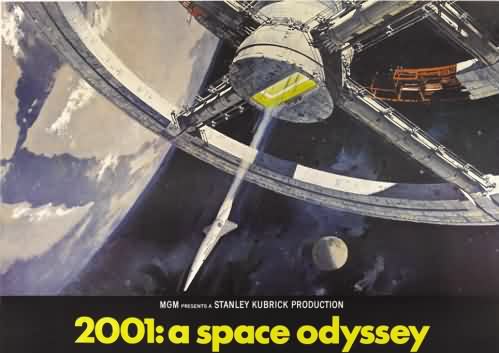 MGM PRESENTS A STANLEY KUBRICK PRODUCTION
2001: a space odyssey